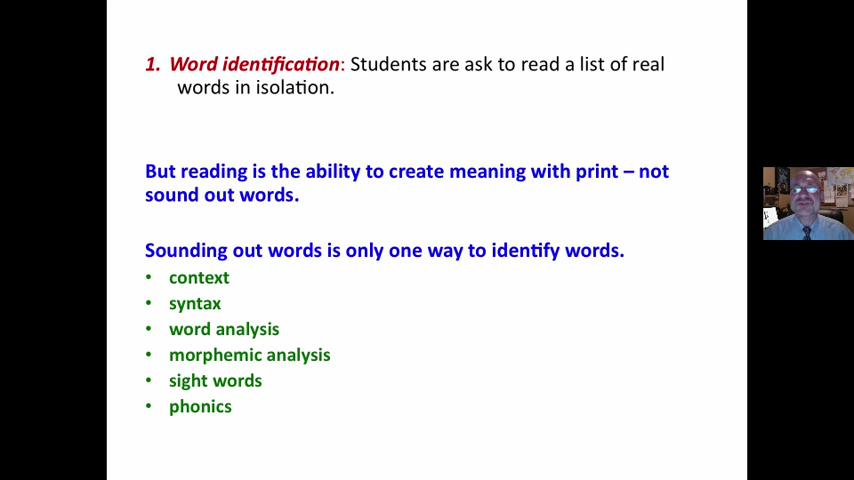 1. Word identification: Students are ask to read a list of real
words in isolation.
But reading is the ability to create meaning with print – not
sound out words.
Sounding out words is only one way to identify words.
• context
• syntax
• word analysis
• morphemic analysis
• sight words
• phonics